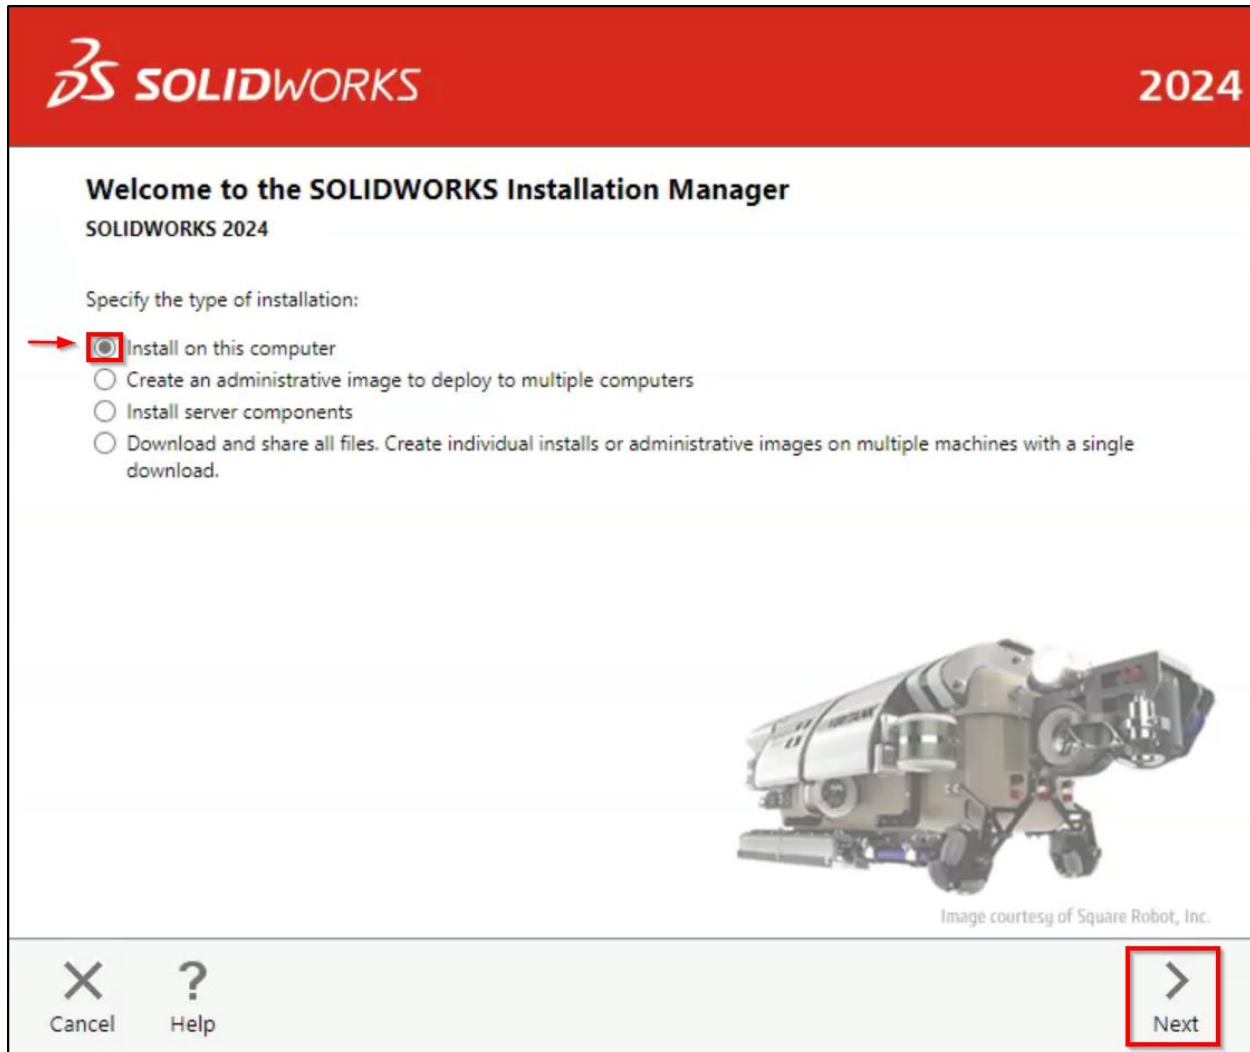 SOLIDWORKS 2024
Welcome to the SOLIDWORKS Installation Manager
SOLIDWORKS 2024
Specify the type of installation:
Install on this computer
Create an administrative image to deploy to multiple computers
Install server components
Download and share all files. Create individual installs or administrative images on multiple machines with a single
download.
Image courtesy of Square Robot, Inc.
Cancel
Help
Next